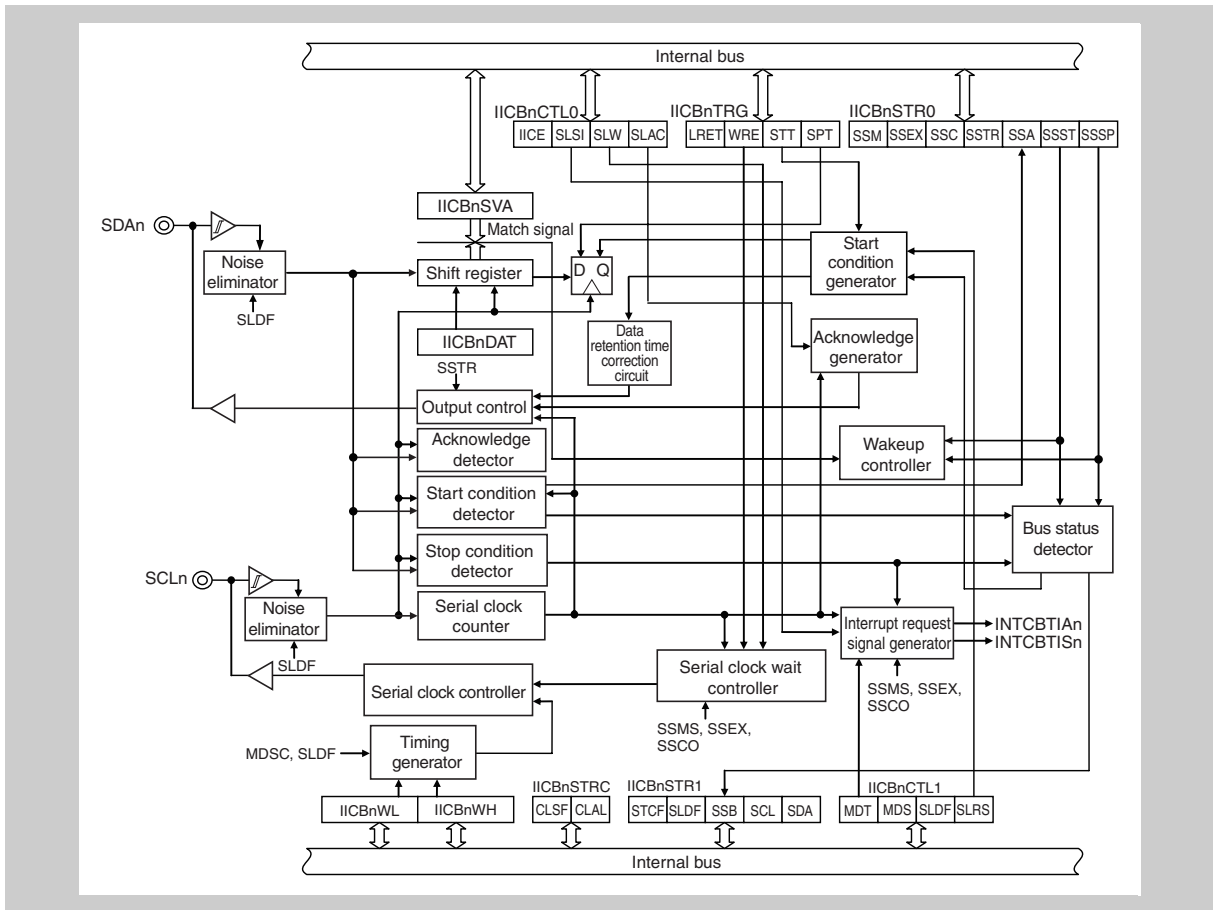 Internal bus
IICBnCTL0
IICE SLSI SLW SLAC
IICBnTRG
LRET WRE STT SPT
IICBnSTR0
SSM SSEX SSC SSTR SSA SSST SSSP
IICBnSVA
Match signal
SDAn
Noise
eliminator
SLDF
Shift register
D Q
Start
condition
generator
IICBnDAT
Data
retention time
correction
circuit
Acknowledge
generator
SSTR
Output control
Acknowledge
detector
Wakeup
controller
Start condition
detector
Bus status
detector
Stop condition
detector
SCLn
Noise
eliminator
SLDF
Serial clock
counter
Interrupt request
signal generator
INTCBTIAn
INTCBTISn
SSMS, SSEX,
SSCO
Serial clock controller
Serial clock wait
controller
SSMS, SSEX,
SSCO
MDSC, SLDF
Timing
generator
IICBnWL IICBnWH
IICBnSTRC
CLSF CLAL
IICBnSTR1
STCF SLDF SSB SCL SDA
IICBnCTL1
MDT MDS SLDF SLRS
Internal bus